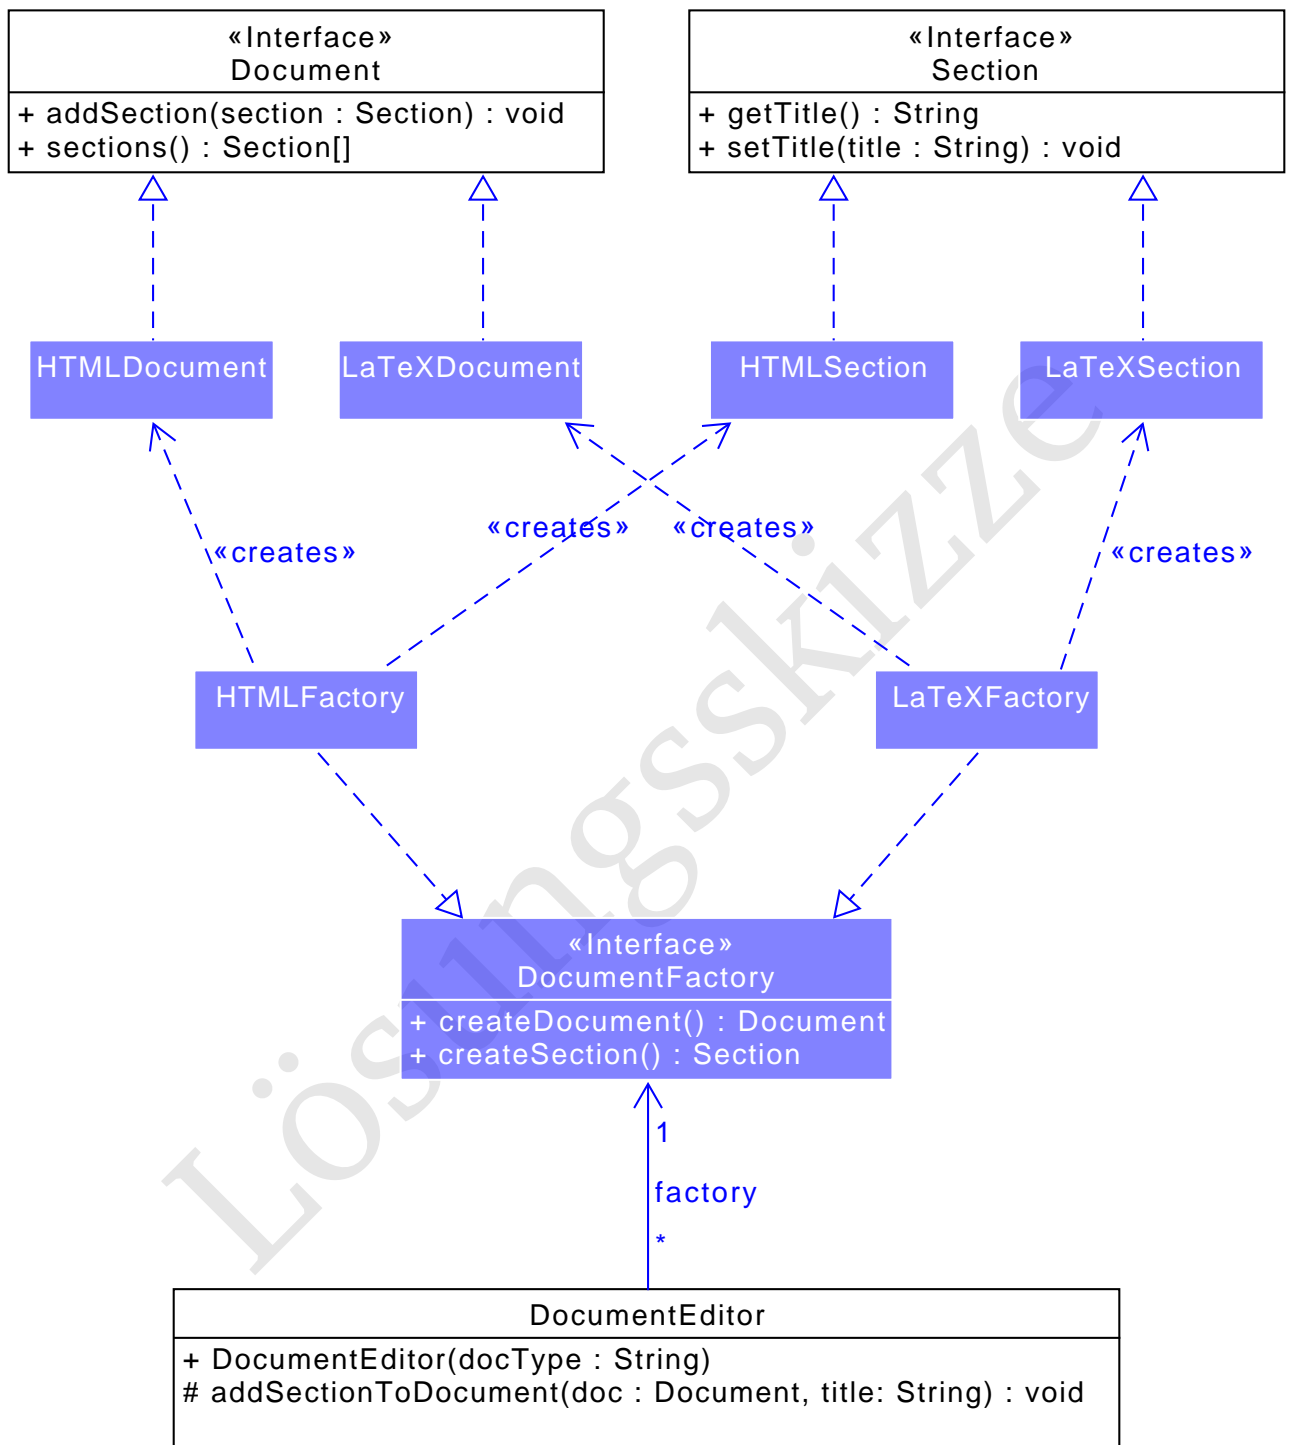 «Interface»
Document
+ addSection(section : Section) : void
+ sections() : Section[]
«Interface»
Section
+ getTitle() : String
+ setTitle(title : String) : void
HTMLDocument
LaTeXDocument
HTMLSection
LaTeXSection
«creates»
«creates»
«creates»
«creates»
HTMLFactory
LaTeXFactory
«Interface»
DocumentFactory
+ createDocument() : Document
+ createSection() : Section
1
factory
*
DocumentEditor
+ DocumentEditor(docType : String)
# addSectionToDocument(doc : Document, title: String) : void
Lösungsskizze